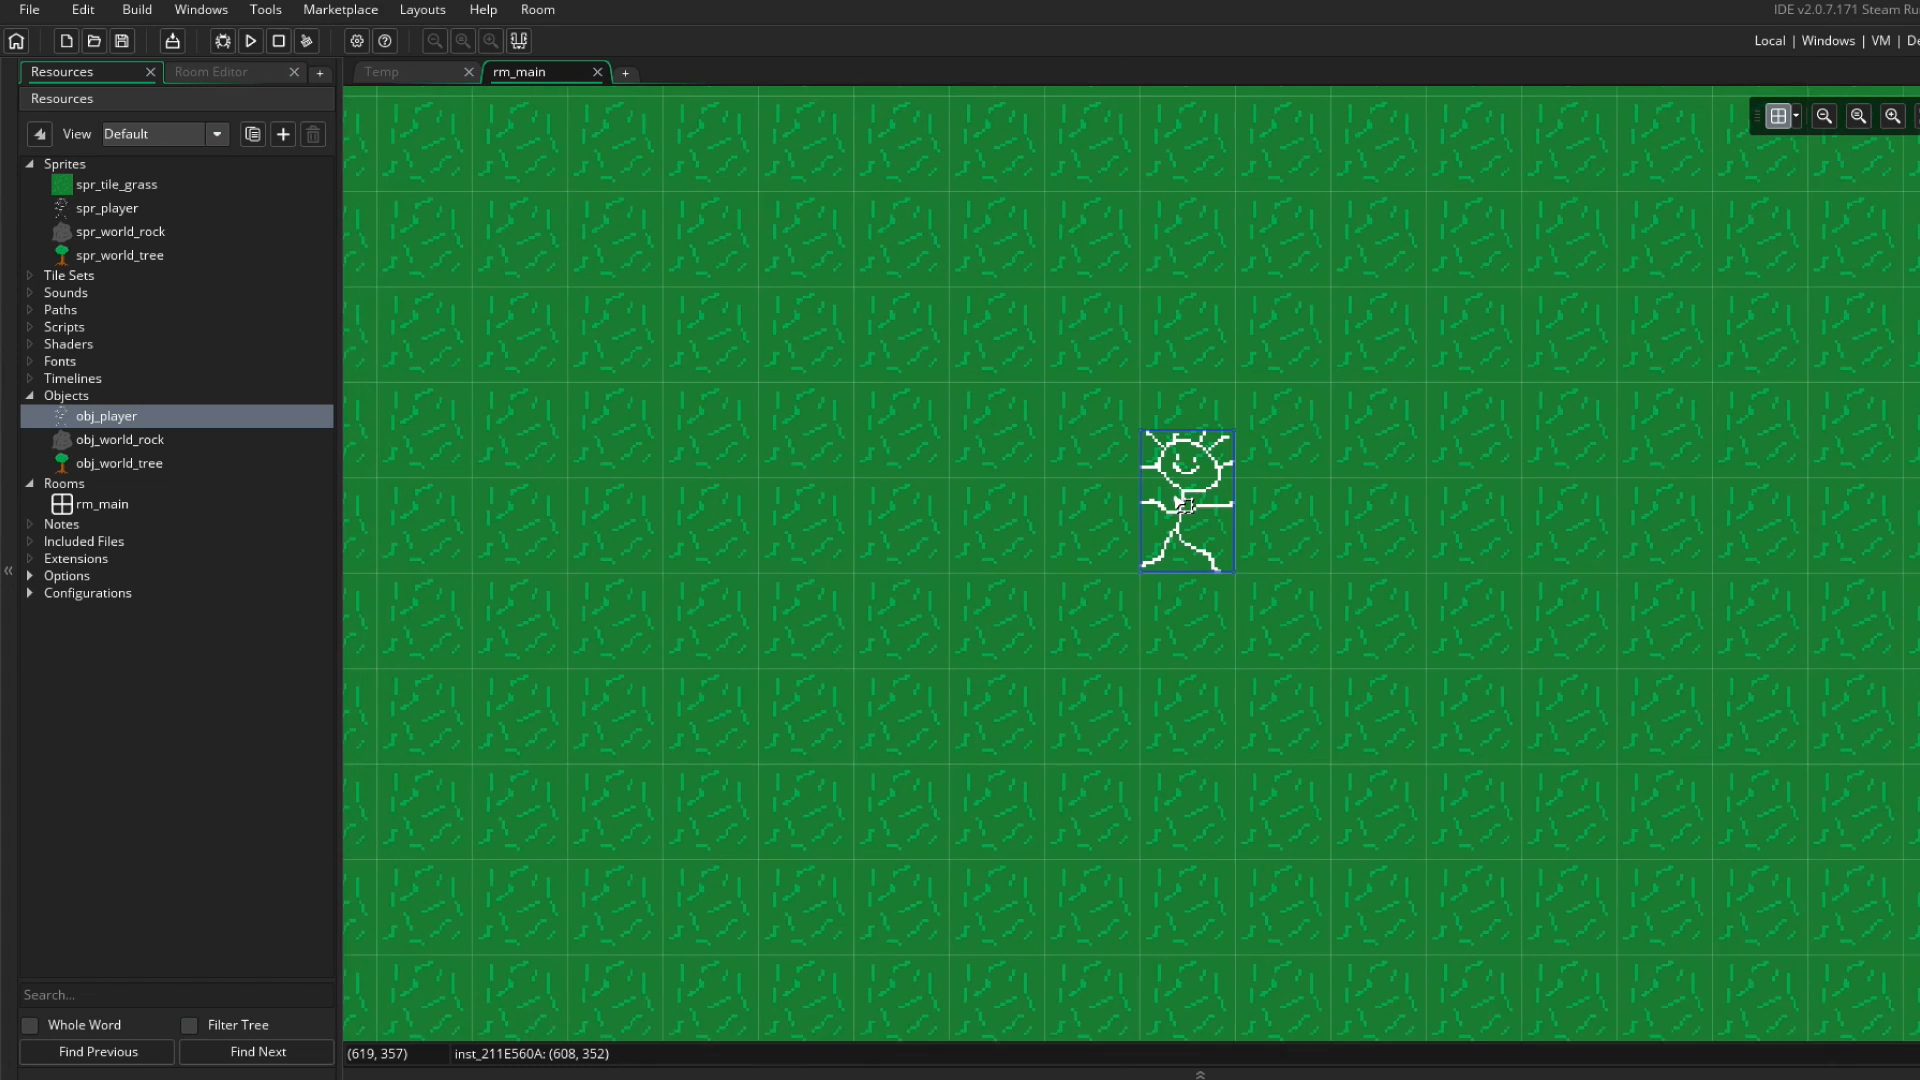 File Edit Build Windows Tools Marketplace Layouts Help Room
IDE v2.0.7.171 Steam
Local | Windows | VM |
Resources Room Editor
Temp rm_main
Resources
View Default
Sprites
spr_tile_grass
spr_player
spr_world_rock
spr_world_tree
Tile Sets
Sounds
Paths
Scripts
Shaders
Fonts
Timelines
Objects
obj_player
obj_world_rock
obj_world_tree
Rooms
rm_main
Notes
Included Files
Extensions
Options
Configurations
Search...
Whole Word Filter Tree
Find Previous Find Next
(619, 357) inst_211E560A: (608, 352)